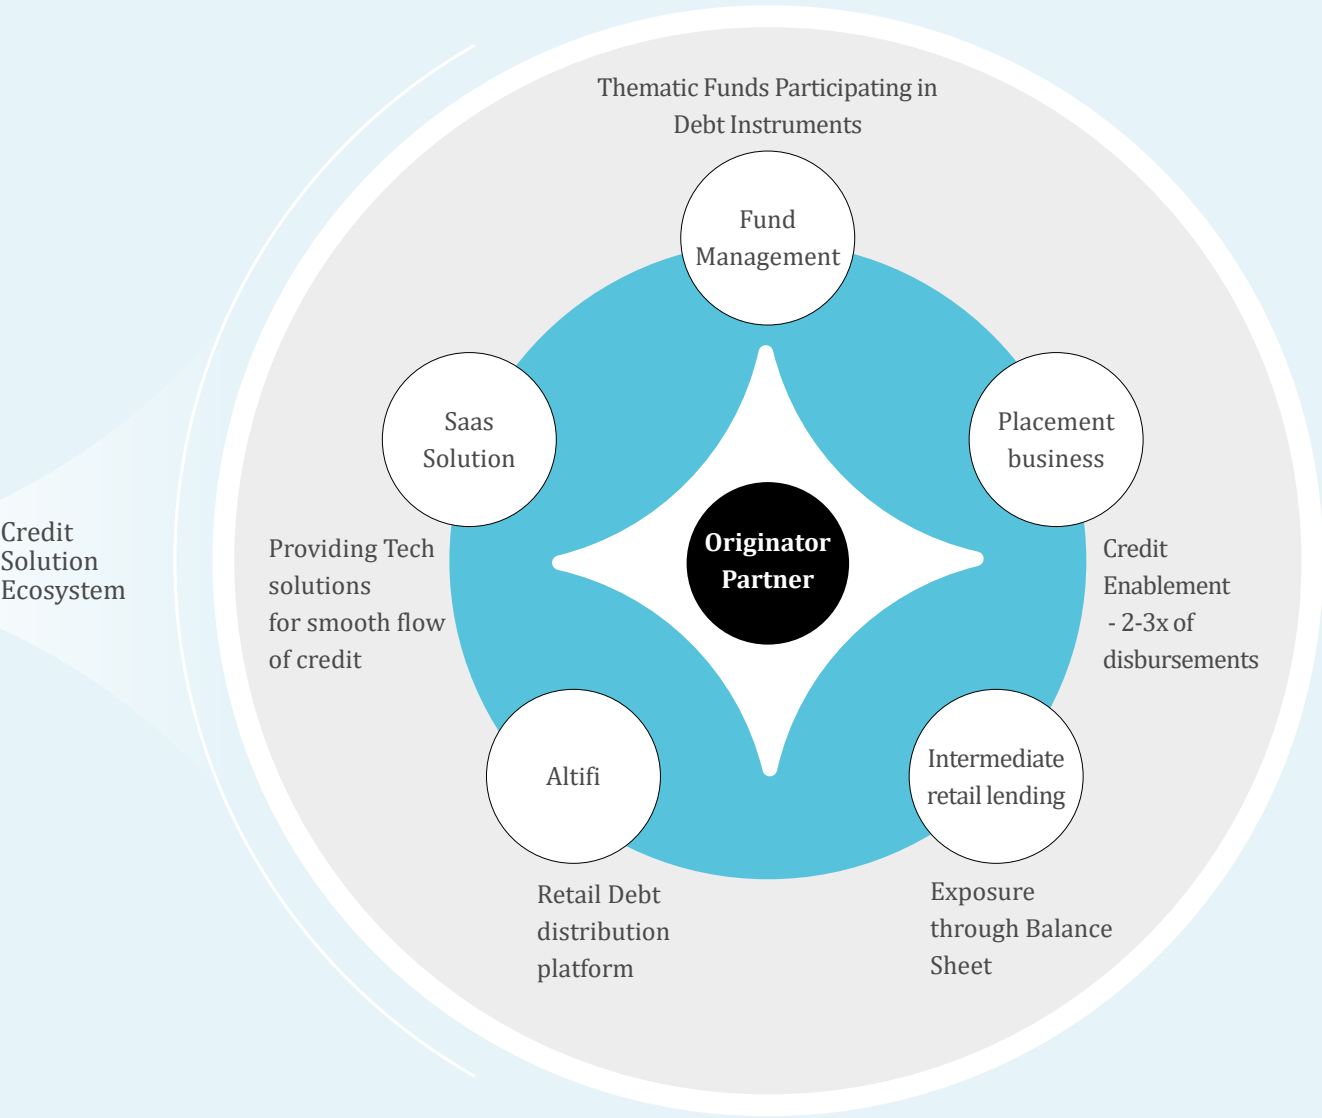 Thematic Funds Participating in
Debt Instruments
Fund
Management
Saas
Solution
Placement
business
Credit
Solution
Ecosystem
Providing Tech
solutions
for smooth flow
of credit
Originator
Partner
Credit
Enablement
- 2-3x of
disbursements
Altifi
Intermediate
retail lending
Retail Debt
distribution
platform
Exposure
through Balance
Sheet